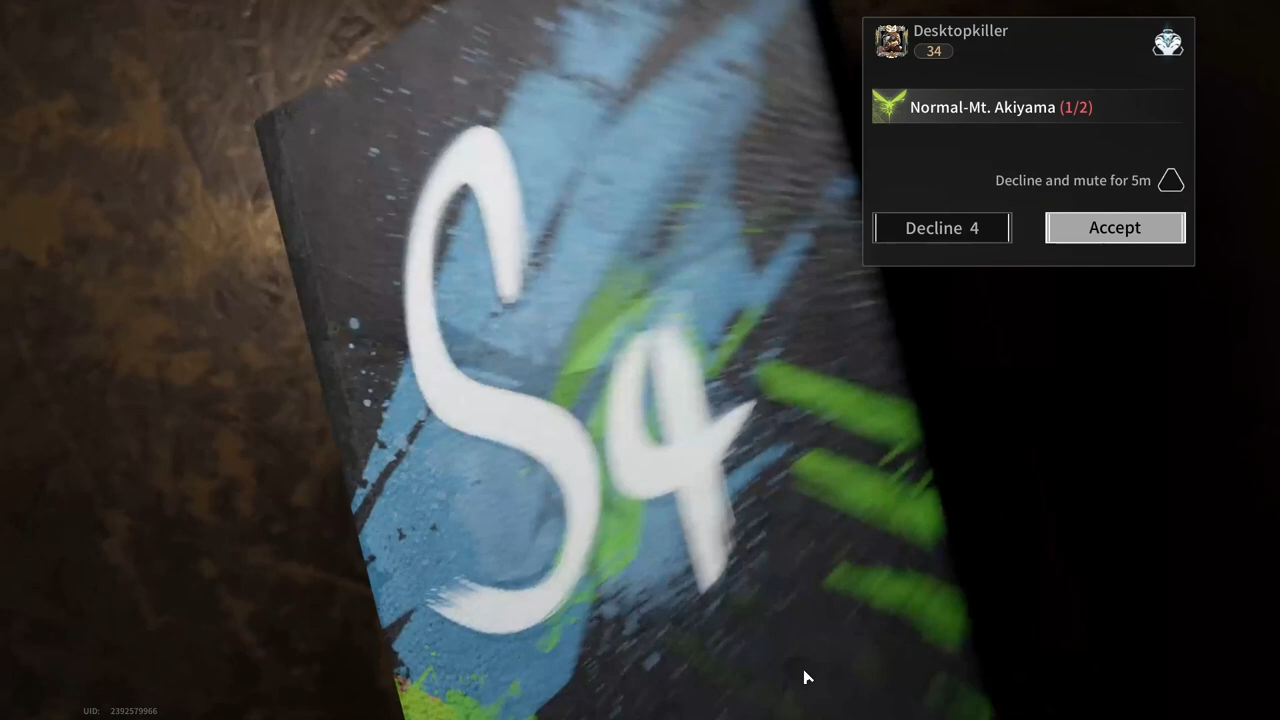 Desktopkiller
34
Normal-Mt. Akiyama (1/2)
Decline and mute for 5m
Decline 4
Accept
S4
UID: 2392579966